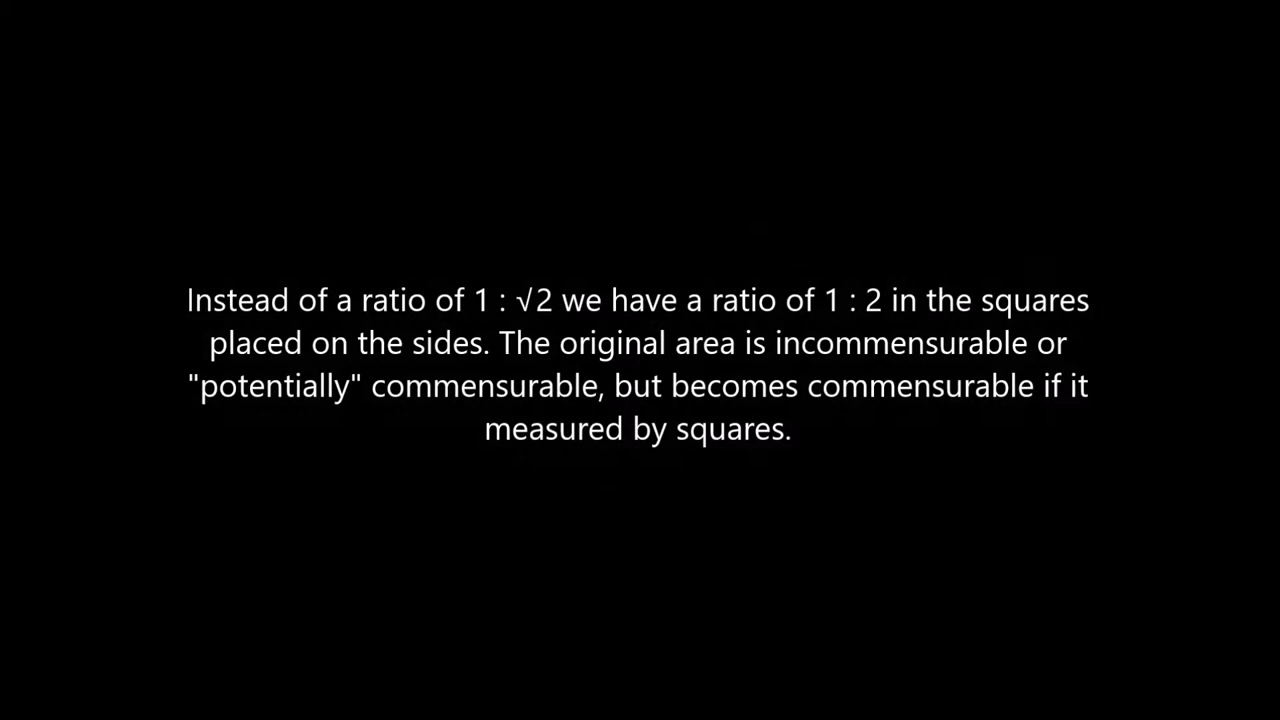 Instead of a ratio of 1 : √2 we have a ratio of 1 : 2 in the squares
placed on the sides. The original area is incommensurable or
"potentially" commensurable, but becomes commensurable if it
measured by squares.